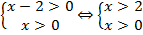 {x − 2 > 0 ⇔ {x > 2
{x > 0 {x > 0